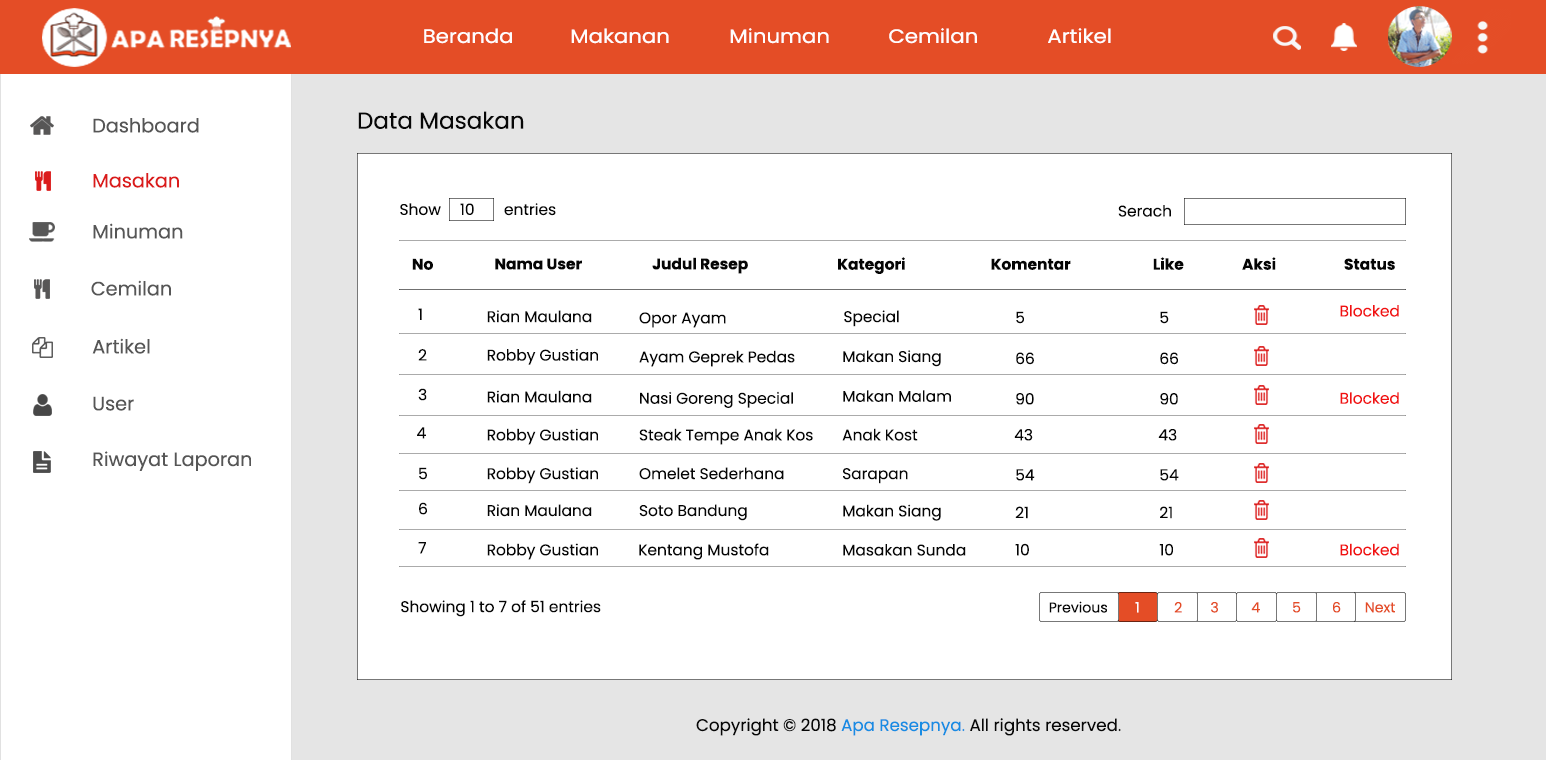 APA RESEPNYA Beranda Makanan Minuman Cemilan Artikel
Dashboard
Masakan
Minuman
Cemilan
Artikel
User
Riwayat Laporan
Data Masakan
Show 10 entries Serach
No Nama User Judul Resep Kategori Komentar Like Aksi Status
1 Rian Maulana Opor Ayam Special 5 5 Blocked
2 Robby Gustian Ayam Geprek Pedas Makan Siang 66 66
3 Rian Maulana Nasi Goreng Special Makan Malam 90 90 Blocked
4 Robby Gustian Steak Tempe Anak Kos Anak Kost 43 43
5 Robby Gustian Omelet Sederhana Sarapan 54 54
6 Rian Maulana Soto Bandung Makan Siang 21 21
7 Robby Gustian Kentang Mustofa Masakan Sunda 10 10 Blocked
Showing 1 to 7 of 51 entries Previous 1 2 3 4 5 6 Next
Copyright © 2018 Apa Resepnya. All rights reserved.